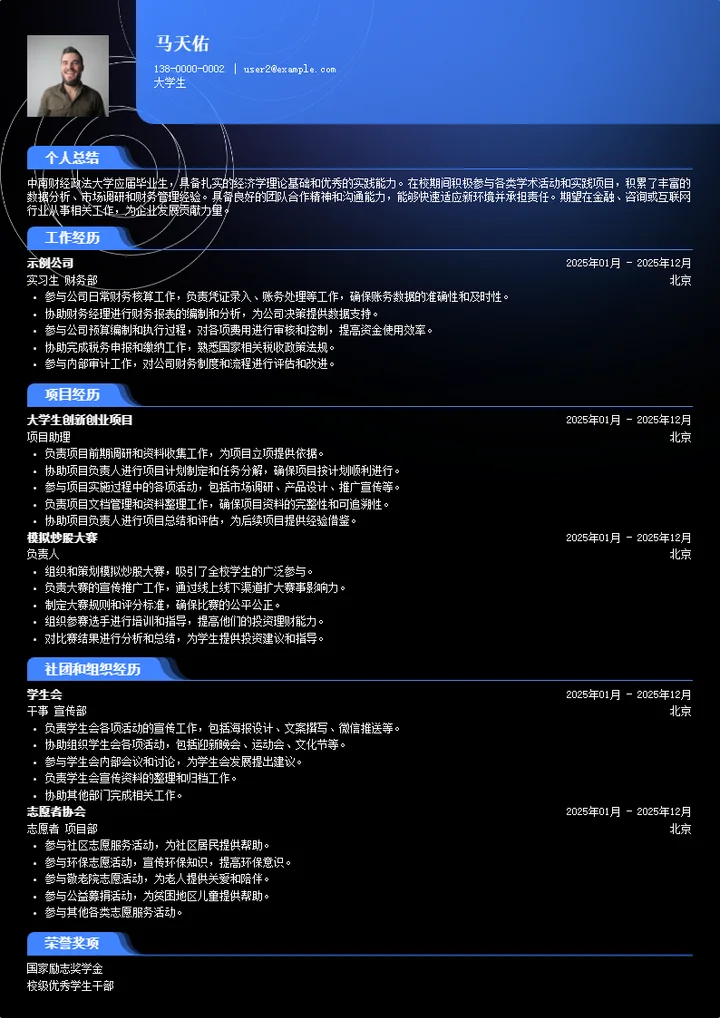 马天佑
138-0000-0002 | user2@example.com
大学生
个人总结
中南财经政法大学应届毕业生，具备扎实的经济学理论基础和优秀的实践能力。在校期间积极参与各类学术活动和实践项目，积累了丰富的
数据分析、市场调研和财务管理经验。具备良好的团队合作精神和沟通能力，能够快速适应新环境并承担责任。期望在金融、咨询或互联网
行业从事相关工作，为企业发展贡献力量。
工作经历
示例公司 2025年01月 - 2025年12月
实习生 财务部 北京
• 参与公司日常财务核算工作，负责凭证录入、账务处理等工作，确保账务数据的准确性和及时性。
• 协助财务经理进行财务报表的编制和分析，为公司决策提供数据支持。
• 参与公司预算编制和执行过程，对各项费用进行审核和控制，提高资金使用效率。
• 协助完成税务申报和缴纳工作，熟悉国家相关税收政策法规。
• 参与内部审计工作，对公司财务制度和流程进行评估和改进。
项目经历
大学生创新创业项目 2025年01月 - 2025年12月
项目助理 北京
• 负责项目前期调研和资料收集工作，为项目立项提供依据。
• 协助项目负责人进行项目计划制定和任务分解，确保项目按计划顺利进行。
• 参与项目实施过程中的各项活动，包括市场调研、产品设计、推广宣传等。
• 负责项目文档管理和资料整理工作，确保项目资料的完整性和可追溯性。
• 协助项目负责人进行项目总结和评估，为后续项目提供经验借鉴。
模拟炒股大赛 2025年01月 - 2025年12月
负责人 北京
• 组织和策划模拟炒股大赛，吸引了全校学生的广泛参与。
• 负责大赛的宣传推广工作，通过线上线下渠道扩大赛事影响力。
• 制定大赛规则和评分标准，确保比赛的公平公正。
• 组织参赛选手进行培训和指导，提高他们的投资理财能力。
• 对比赛结果进行分析和总结，为学生提供投资建议和指导。
社团和组织经历
学生会 2025年01月 - 2025年12月
干事 宣传部 北京
• 负责学生会各项活动的宣传工作，包括海报设计、文案撰写、微信推送等。
• 协助组织学生会各项活动，包括迎新晚会、运动会、文化节等。
• 参与学生会内部会议和讨论，为学生会发展提出建议。
• 负责学生会宣传资料的整理和归档工作。
• 协助其他部门完成相关工作。
志愿者协会 2025年01月 - 2025年12月
志愿者 项目部 北京
• 参与社区志愿服务活动，为社区居民提供帮助。
• 参与环保志愿活动，宣传环保知识，提高环保意识。
• 参与敬老院志愿活动，为老人提供关爱和陪伴。
• 参与公益募捐活动，为贫困地区儿童提供帮助。
• 参与其他各类志愿服务活动。
荣誉奖项
国家励志奖学金
校级优秀学生干部